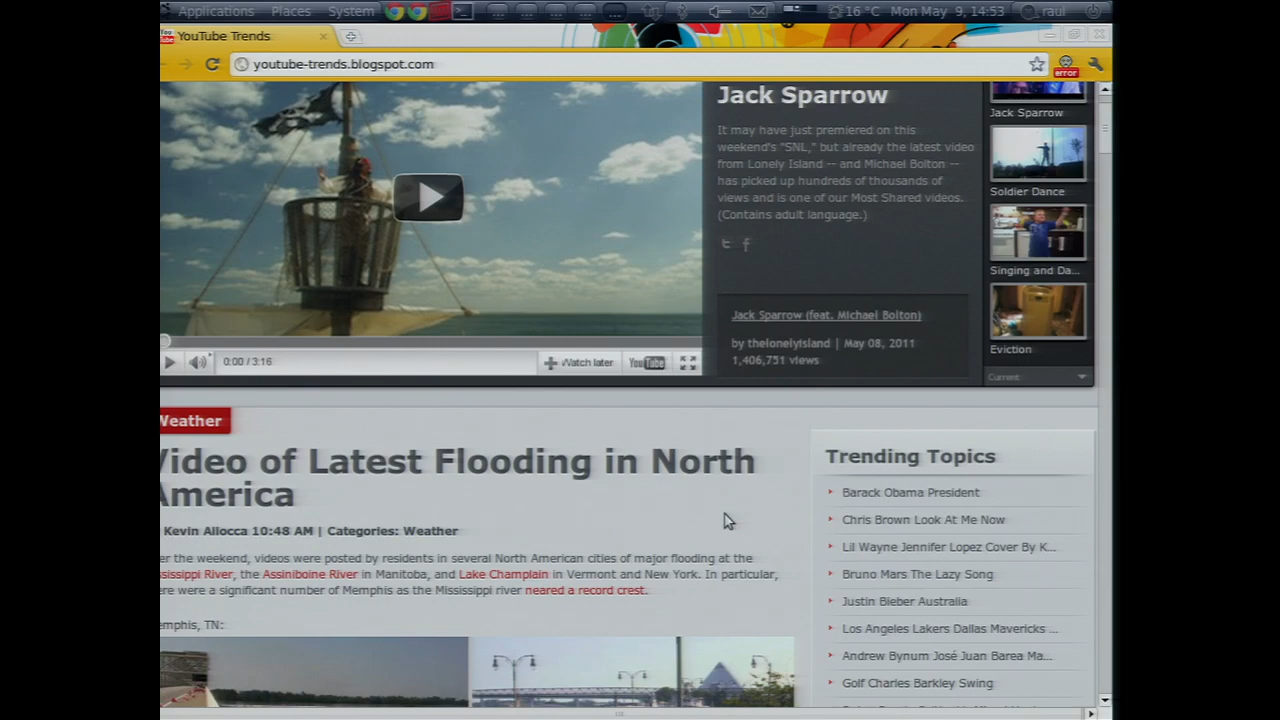 Applications Places System
16 °C Mon May 9, 14:53 raul
YouTube Trends
youtube-trends.blogspot.com
error
Jack Sparrow
It may have just premiered on this
weekend's "SNL," but already the latest video
from Lonely Island -- and Michael Bolton --
has picked up hundreds of thousands of
views and is one of our Most Shared videos.
(Contains adult language.)
Jack Sparrow (feat. Michael Bolton)
by thelonelyisland | May 08, 2011
1,406,751 views
Jack Sparrow
Soldier Dance
Singing and Da...
Eviction
Current
0:00 / 3:16
Watch later
YouTube
Weather
Video of Latest Flooding in North
America
Kevin Allocca 10:48 AM | Categories: Weather
er the weekend, videos were posted by residents in several North American cities of major flooding at the
ssissippi River, the Assiniboine River in Manitoba, and Lake Champlain in Vermont and New York. In particular,
ere were a significant number of Memphis as the Mississippi river neared a record crest.
emphis, TN:
Trending Topics
Barack Obama President
Chris Brown Look At Me Now
Lil Wayne Jennifer Lopez Cover By K...
Bruno Mars The Lazy Song
Justin Bieber Australia
Los Angeles Lakers Dallas Mavericks ...
Andrew Bynum José Juan Barea Ma...
Golf Charles Barkley Swing